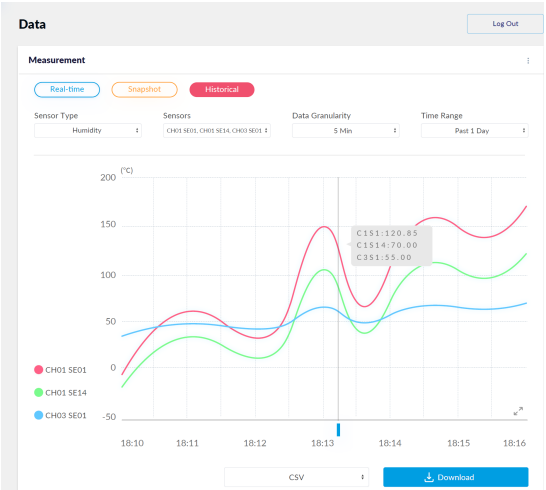 Data
Log Out
Measurement
Real-time
Snapshot
Historical
Sensor Type
Sensors
Data Granularity
Time Range
Humidity
CH01 SE01, CH01 SE14, CH03 SE01
5 Min
Past 1 Day
(°C)
200
150
100
50
0
-50
C1S1:120.85
C1S14:70.00
C3S1:55.00
CH01 SE01
CH01 SE14
CH03 SE01
18:10 18:11 18:12 18:13 18:14 18:15 18:16
CSV
Download